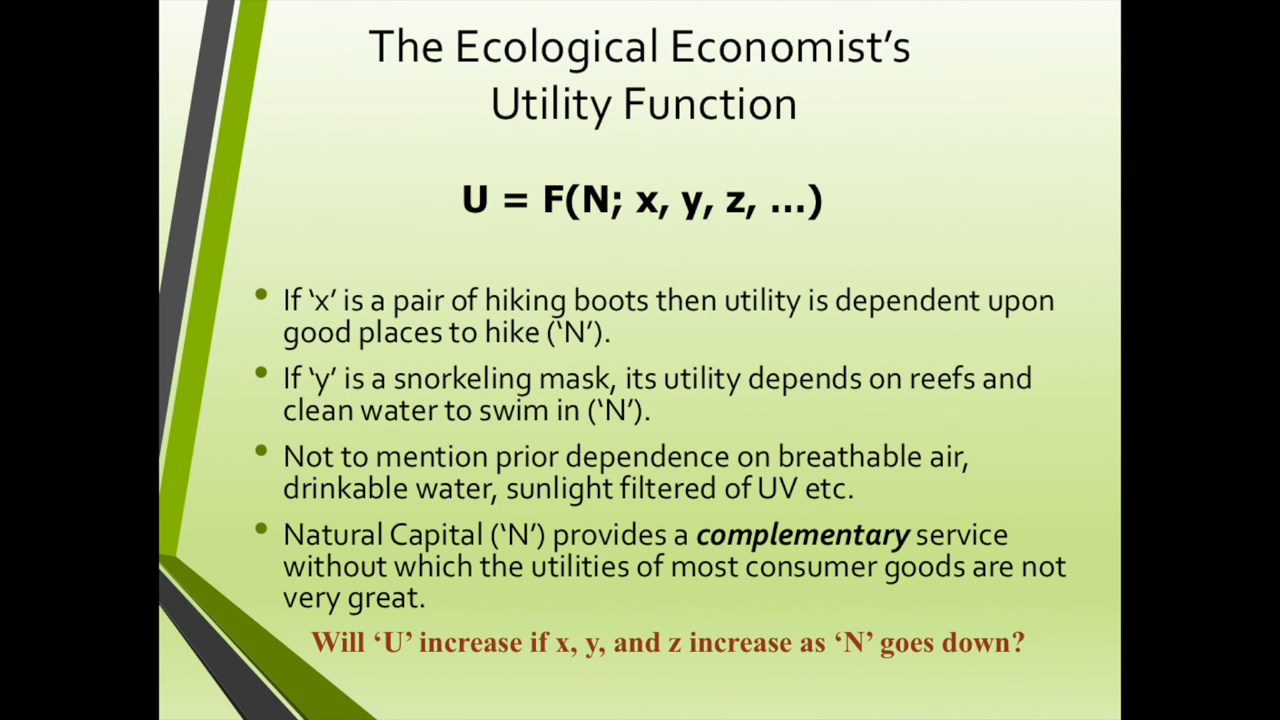 The Ecological Economist’s
Utility Function
U = F(N; x, y, z, …)
• If ‘x’ is a pair of hiking boots then utility is dependent upon
good places to hike (‘N’).
• If ‘y’ is a snorkeling mask, its utility depends on reefs and
clean water to swim in (‘N’).
• Not to mention prior dependence on breathable air,
drinkable water, sunlight filtered of UV etc.
• Natural Capital (‘N’) provides a complementary service
without which the utilities of most consumer goods are not
very great.
Will ‘U’ increase if x, y, and z increase as ‘N’ goes down?